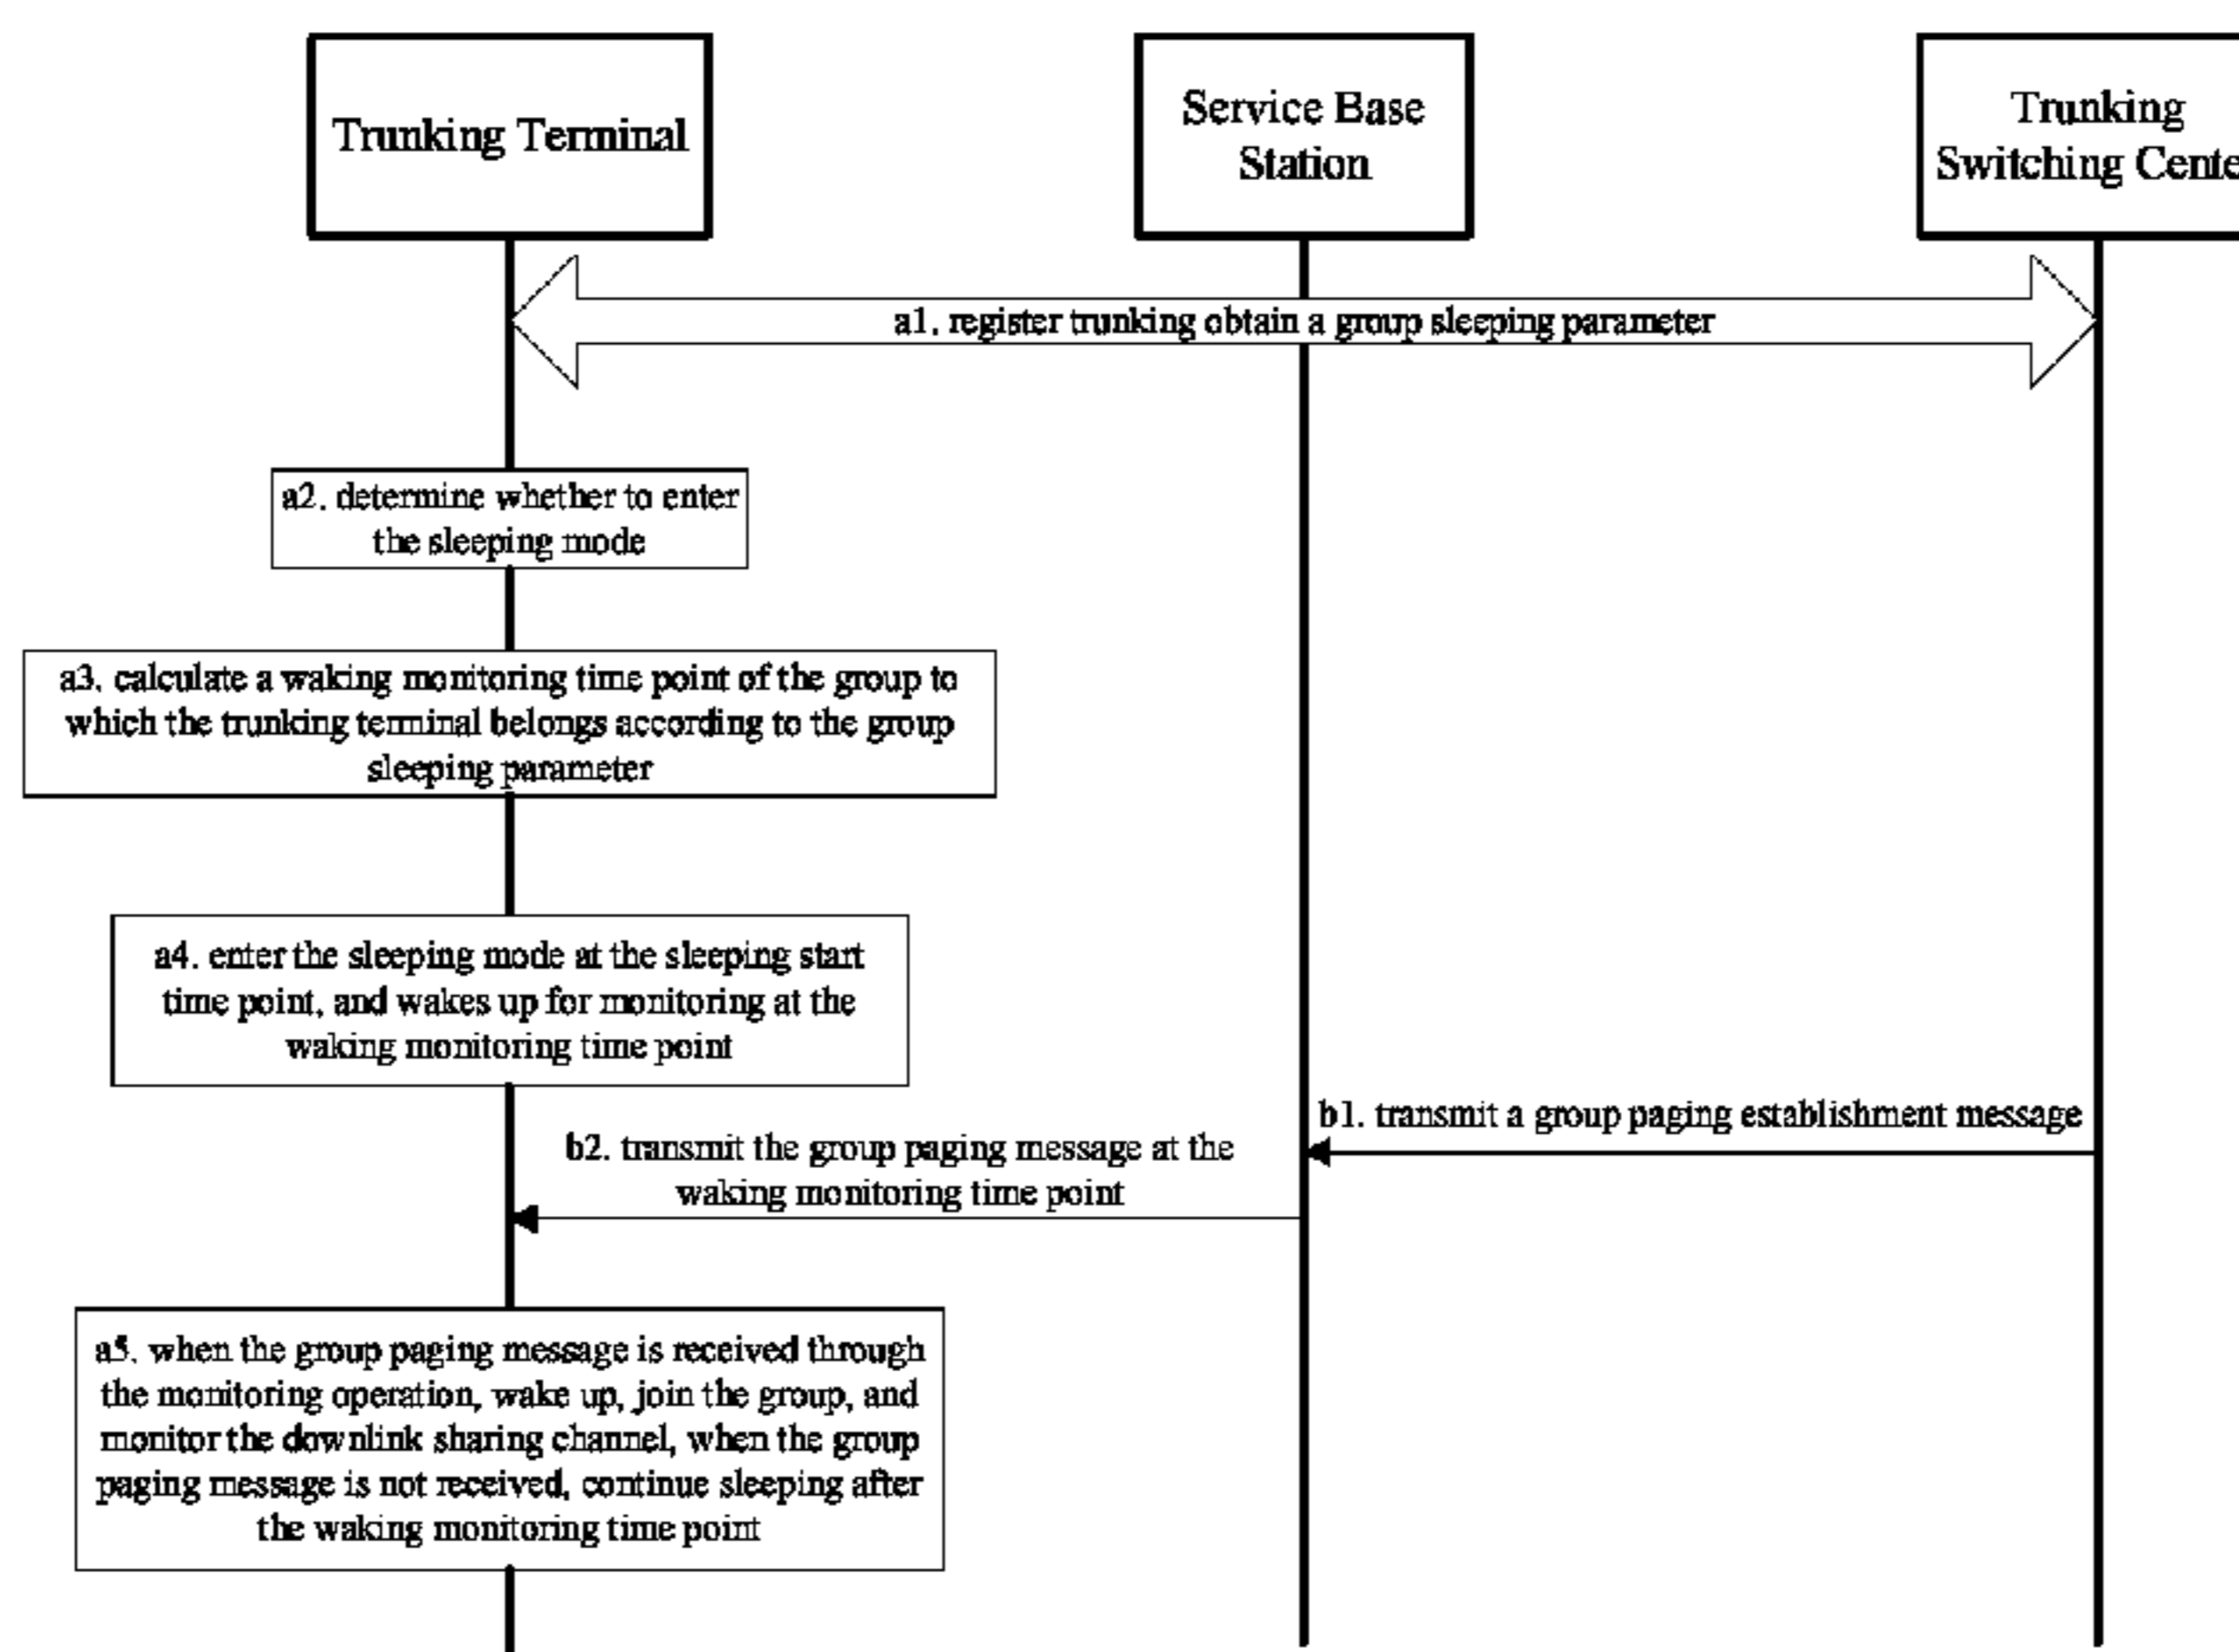 Trunking Terminal
Service Base
Station
Trunking
Switching Cente
a1. register trunking obtain a group sleeping parameter
a2. determine whether to enter
the sleeping mode
a3. calculate a waking monitoring time point of the group to
which the trunking terminal belongs according to the group
sleeping parameter
a4. enter the sleeping mode at the sleeping start
time point, and wakes up for monitoring at the
waking monitoring time point
b1. transmit a group paging establishment message
b2. transmit the group paging message at the
waking monitoring time point
a5. when the group paging message is received through
the monitoring operation, wake up, join the group, and
monitor the downlink sharing channel, when the group
paging message is not received, continue sleeping after
the waking monitoring time point